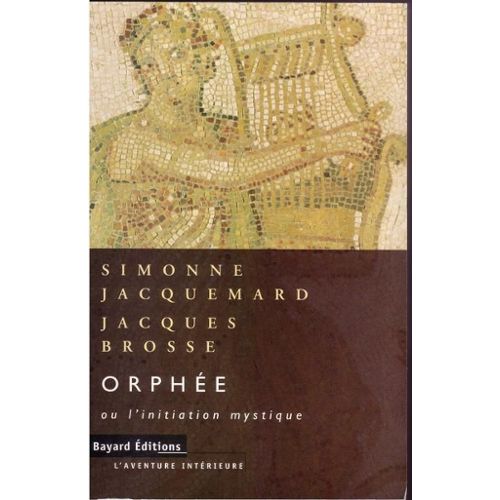 SIMONNE
JACQUEMARD
JACQUES
BROSSE
ORPHÉE
ou l'initiation mystique
Bayard Éditions
L'AVENTURE INTÉRIEURE